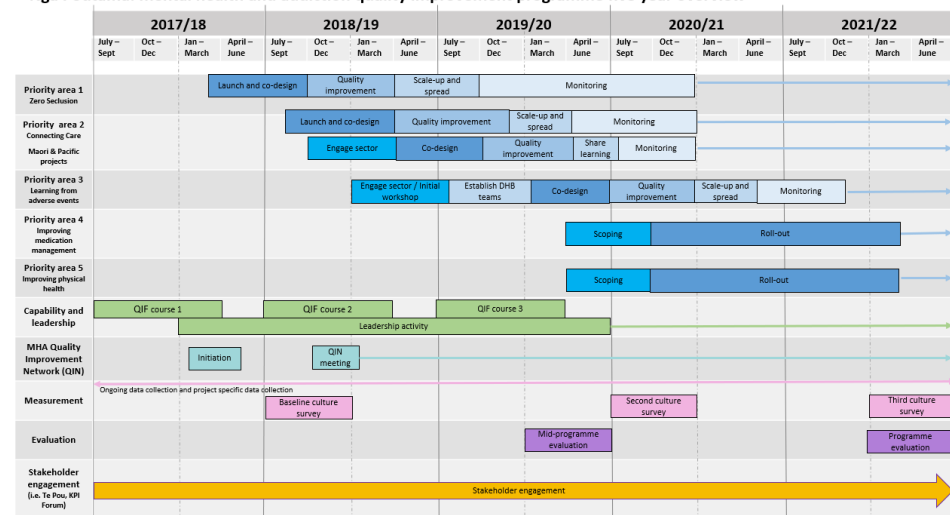 2017/18 2018/19 2019/20 2020/21 2021/22
July – Oct – Jan – April – July – Oct – Jan – April – July – Oct – Jan – April – July – Oct – Jan – April – July – Oct – Jan – April –
Sept Dec March June Sept Dec March June Sept Dec March June Sept Dec March June Sept Dec March June
Priority area 1
Zero Seclusion
Launch and co-design
Quality
improvement
Scale-up and
spread
Monitoring
Priority area 2
Connecting Care
Maori & Pacific
projects
Launch and co-design
Quality improvement
Scale-up and
spread
Monitoring
Engage sector
Co-design
Quality
improvement
Share
learning
Monitoring
Priority area 3
Learning from
adverse events
Engage sector / Initial
workshop
Establish DHB
teams
Co-design
Quality
improvement
Scale-up and
spread
Monitoring
Priority area 4
Improving
medication
management
Scoping
Roll-out
Priority area 5
Improving physical
health
Scoping
Roll-out
Capability and
leadership
QIF course 1
QIF course 2
QIF course 3
Leadership activity
MHA Quality
Improvement
Network (QIN)
Initiation
QIN
meeting
Measurement
Ongoing data collection and project specific data collection
Baseline culture
survey
Second culture
survey
Third culture
survey
Evaluation
Mid-programme
evaluation
Programme
evaluation
Stakeholder
engagement
(i.e. Te Pou, KPI
Forum)
Stakeholder engagement